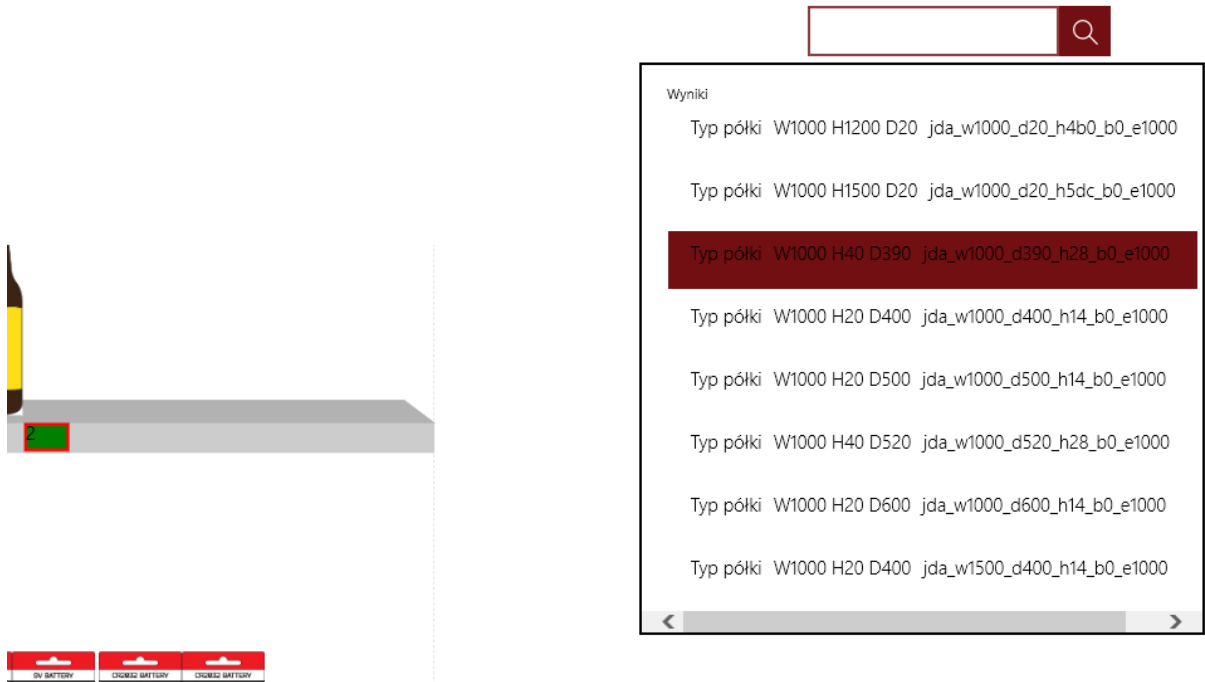 Wyniki
Typ półki W1000 H1200 D20 jda_w1000_d20_h4b0_b0_e1000
Typ półki W1000 H1500 D20 jda_w1000_d20_h5dc_b0_e1000
Typ półki W1000 H40 D390 jda_w1000_d390_h28_b0_e1000
Typ półki W1000 H20 D400 jda_w1000_d400_h14_b0_e1000
Typ półki W1000 H20 D500 jda_w1000_d500_h14_b0_e1000
Typ półki W1000 H40 D520 jda_w1000_d520_h28_b0_e1000
Typ półki W1000 H20 D600 jda_w1000_d600_h14_b0_e1000
Typ półki W1000 H20 D400 jda_w1500_d400_h14_b0_e1000
2
9V BATTERY CR2032 BATTERY CR2032 BATTERY